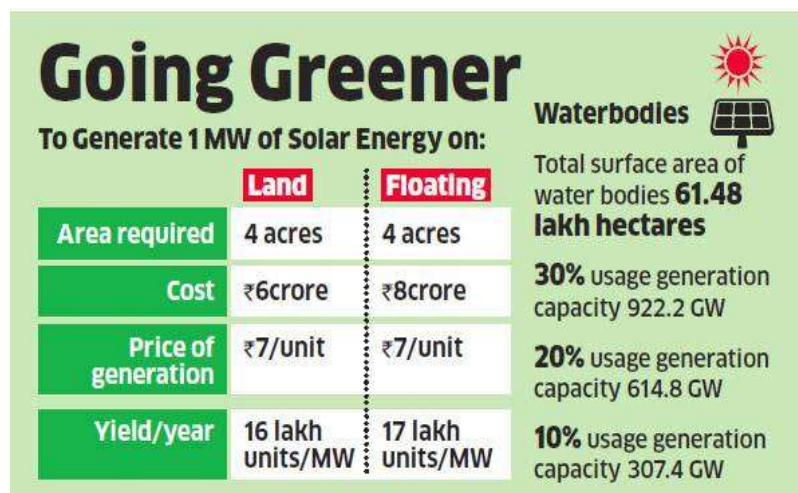 Going Greener
To Generate 1 MW of Solar Energy on:
Land Floating
Area required 4 acres 4 acres
Cost ₹6crore ₹8crore
Price of
generation ₹7/unit ₹7/unit
Yield/year 16 lakh
units/MW 17 lakh
units/MW
Waterbodies
Total surface area of
water bodies 61.48
lakh hectares
30% usage generation
capacity 922.2 GW
20% usage generation
capacity 614.8 GW
10% usage generation
capacity 307.4 GW